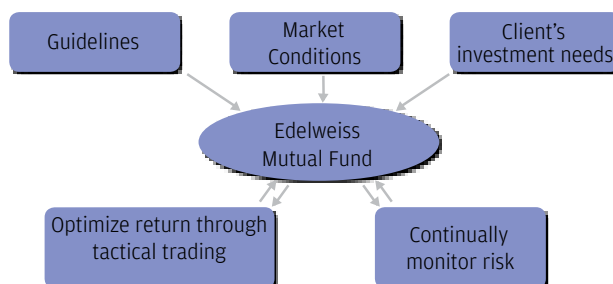 Guidelines
Market
Conditions
Client's
investment needs
Edelweiss
Mutual Fund
Optimize return through
tactical trading
Continually
monitor risk